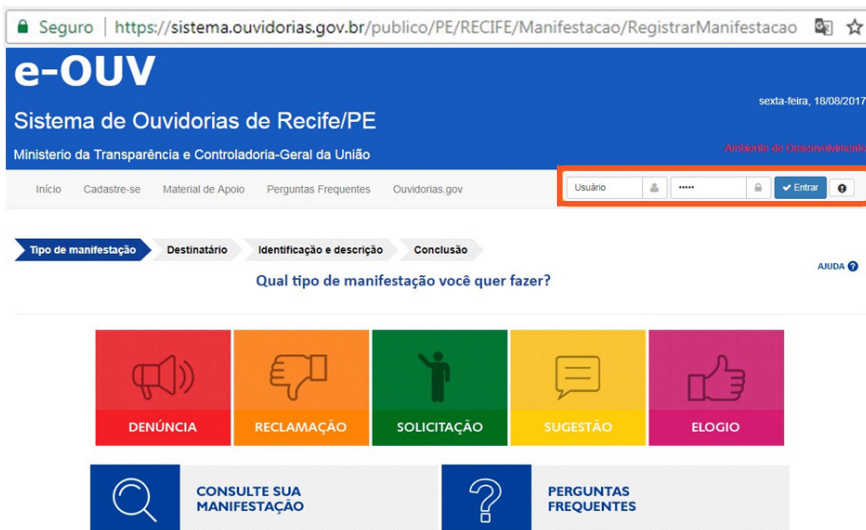 Seguro | https://sistema.ouvidorias.gov.br/publico/PE/RECIFE/Manifestacao/RegistrarManifestacao
e-OUV
sexta-feira, 18/08/2017
Sistema de Ouvidorias de Recife/PE
Ministerio da Transparência e Controladoria-Geral da União
Ambiente de Desenvolvimento
Início Cadastre-se Material de Apoio Perguntas Frequentes Ouvidorias.gov Usuário ••••• Entrar
Tipo de manifestação Destinatário Identificação e descrição Conclusão
AJUDA ?
Qual tipo de manifestação você quer fazer?
DENÚNCIA RECLAMAÇÃO SOLICITAÇÃO SUGESTÃO ELOGIO
CONSULTE SUA
MANIFESTAÇÃO
PERGUNTAS
FREQUENTES